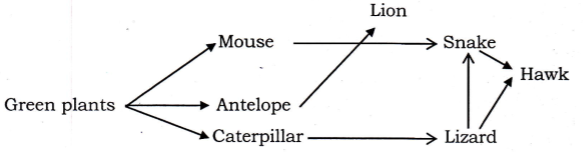 Lion
Mouse
Snake
Hawk
Green plants
Antelope
Caterpillar
Lizard